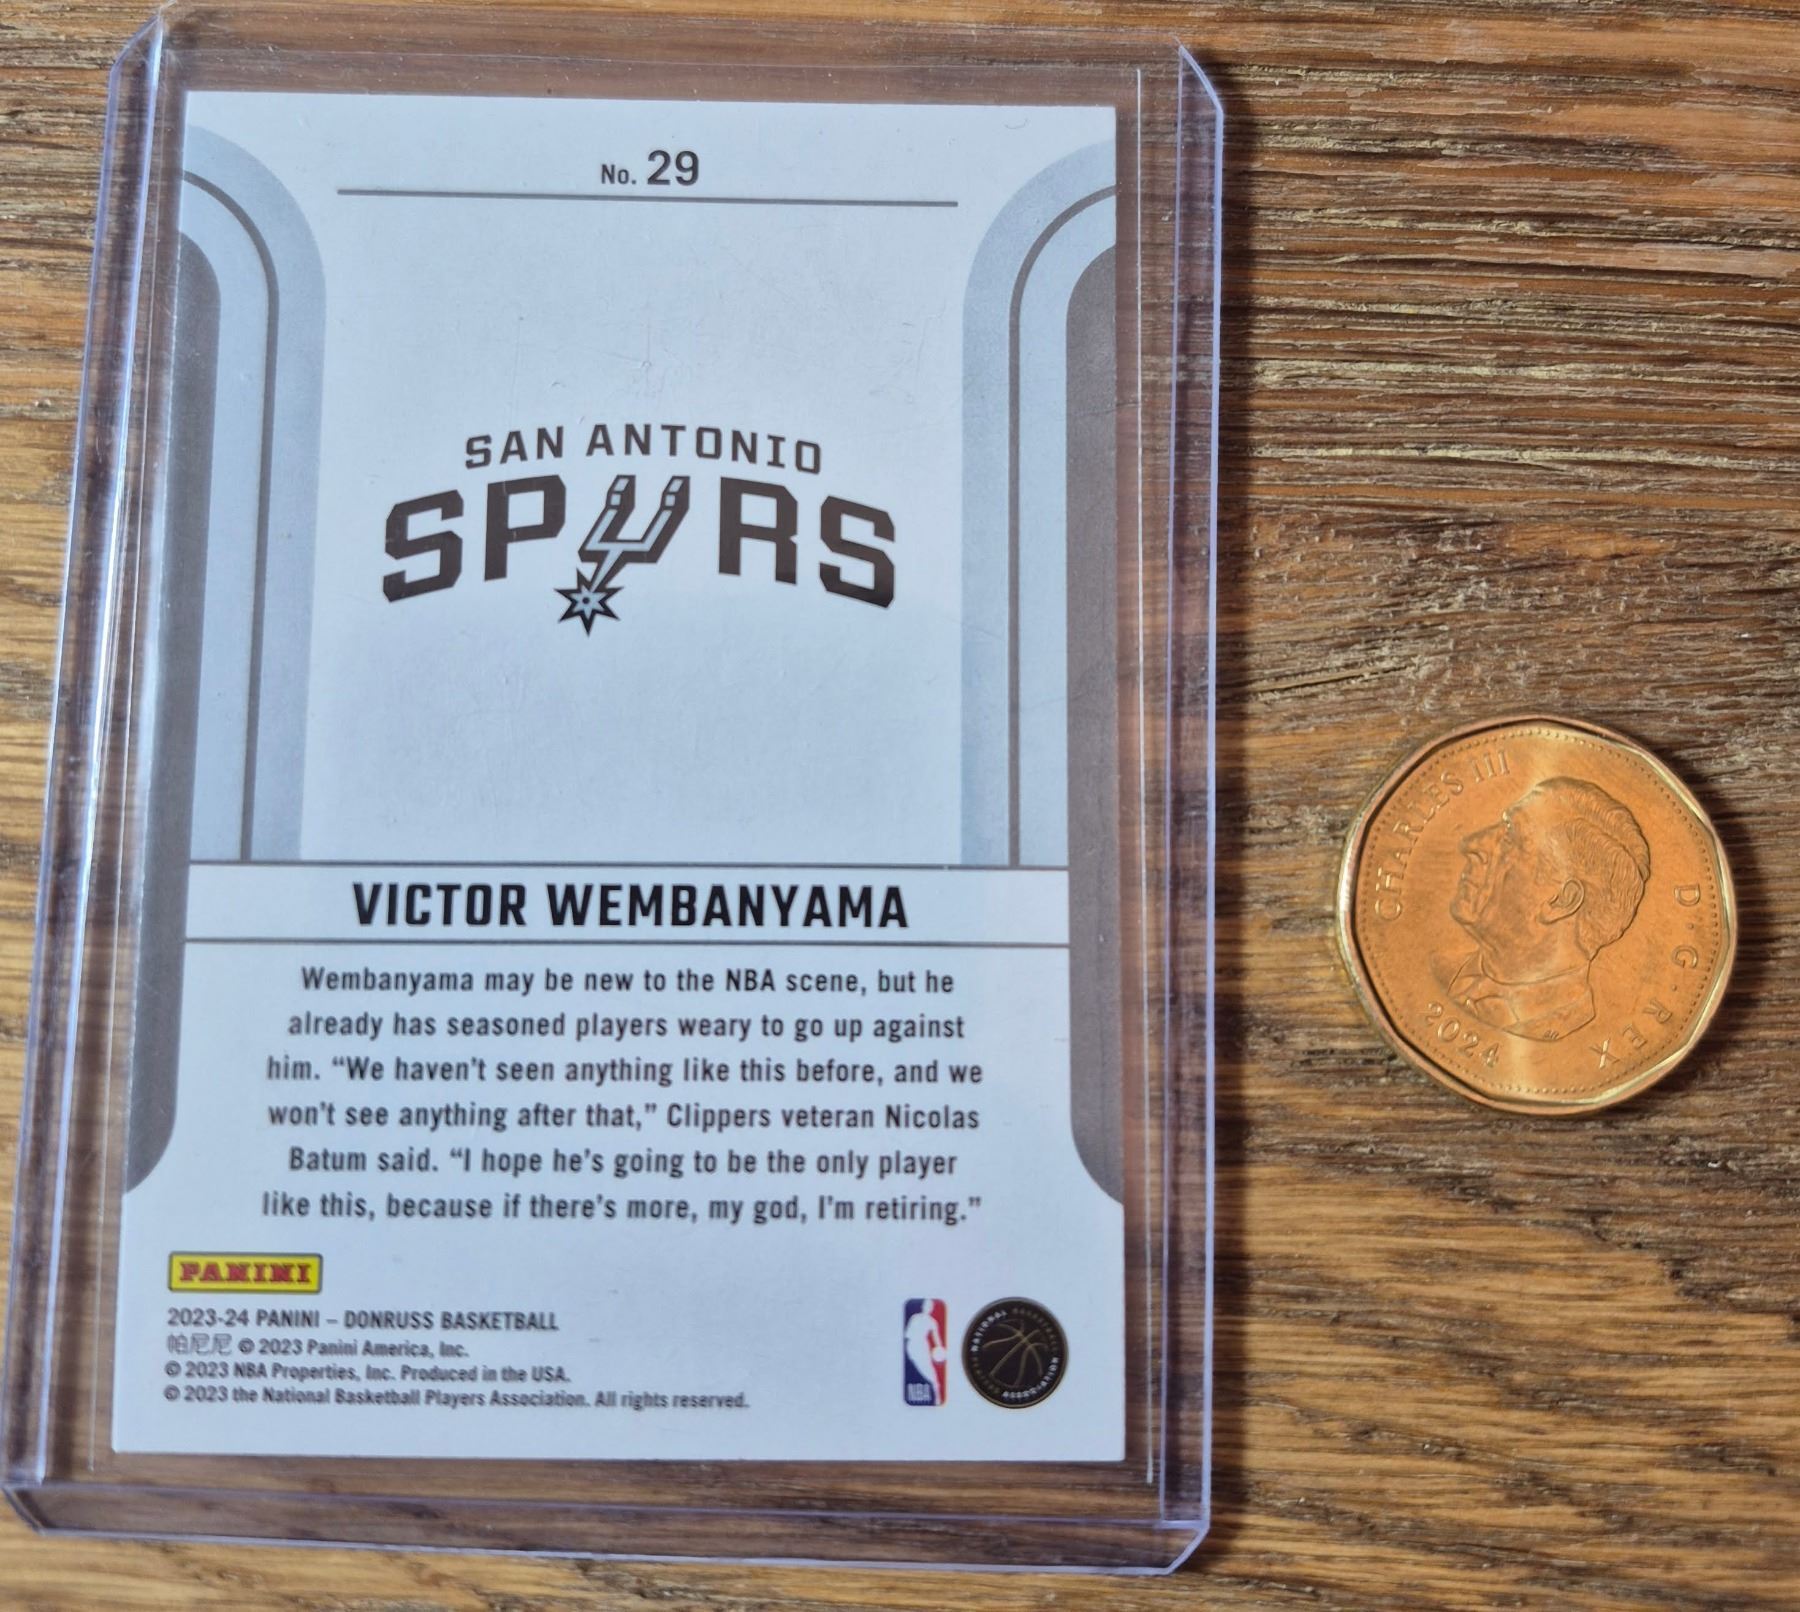 No. 29
SAN ANTONIO
SPURS
VICTOR WEMBANYAMA
Wembanyama may be new to the NBA scene, but he
already has seasoned players weary to go up against
him. “We haven't seen anything like this before, and we
won't see anything after that,” Clippers veteran Nicolas
Batum said. “I hope he's going to be the only player
like this, because if there's more, my god, I'm retiring.”
PANINI
2023-24 PANINI – DONRUSS BASKETBALL
帕尼尼 © 2023 Panini America, Inc.
© 2023 NBA Properties, Inc. Produced in the USA.
© 2023 the National Basketball Players Association. All rights reserved.
NBA
NATIONAL BASKETBALL
PLAYERS ASSOCIATION
CHARLES III
D·G·REX
2024